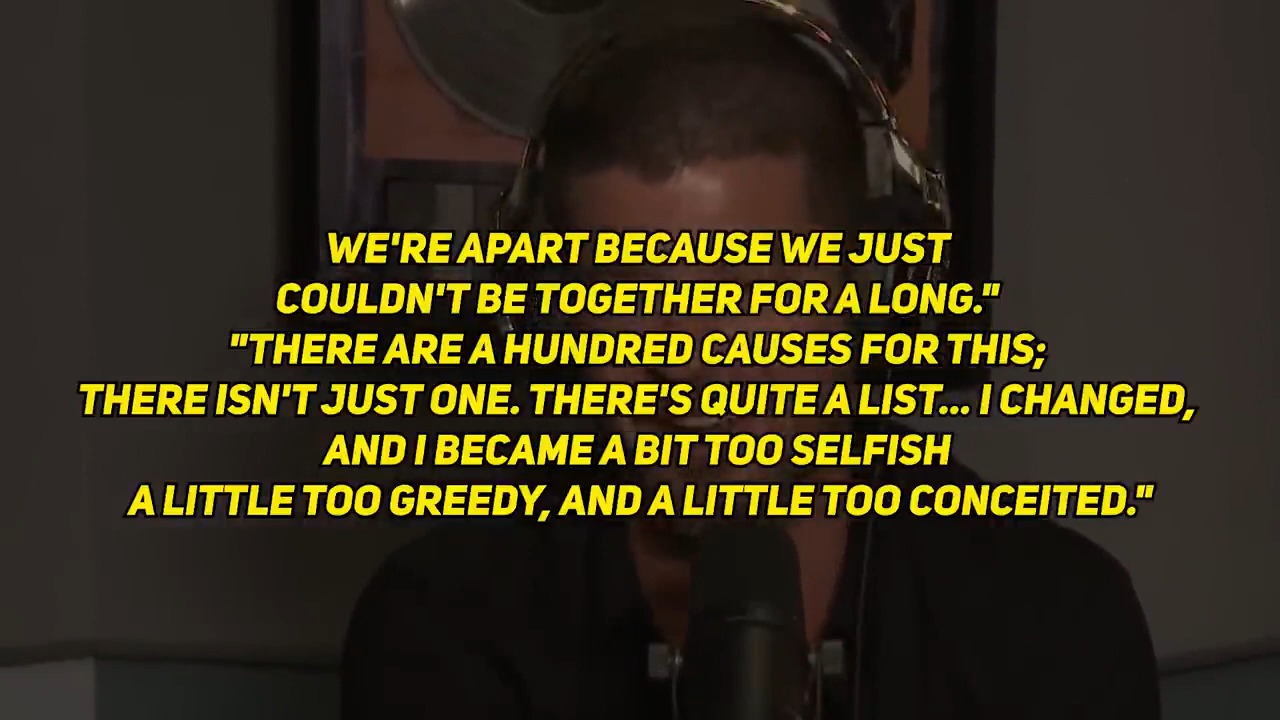 WE'RE APART BECAUSE WE JUST
COULDN'T BE TOGETHER FOR A LONG."
"THERE ARE A HUNDRED CAUSES FOR THIS;
THERE ISN'T JUST ONE. THERE'S QUITE A LIST... I CHANGED,
AND I BECAME A BIT TOO SELFISH
A LITTLE TOO GREEDY, AND A LITTLE TOO CONCEITED."